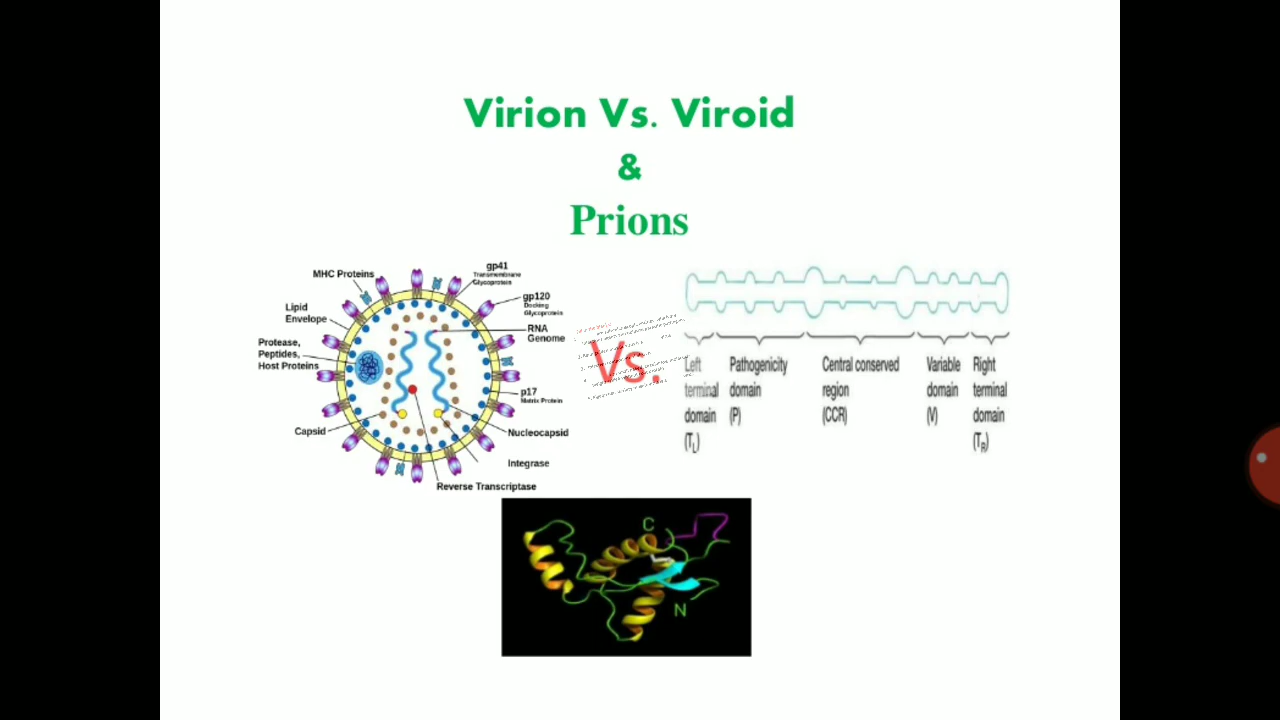 Virion Vs. Viroid
&
Prions
MHC Proteins
gp41
Transmembrane
Glycoprotein
Lipid
Envelope
gp120
Docking
Glycoprotein
RNA
Genome
Protease,
Peptides,
Host Proteins
p17
Matrix Protein
Capsid
Nucleocapsid
Integrase
Reverse Transcriptase
Vs.
Left
terminal
domain
(TL)
Pathogenicity
domain
(P)
Central conserved
region
(CCR)
Variable
domain
(V)
Right
terminal
domain
(TR)
C
N